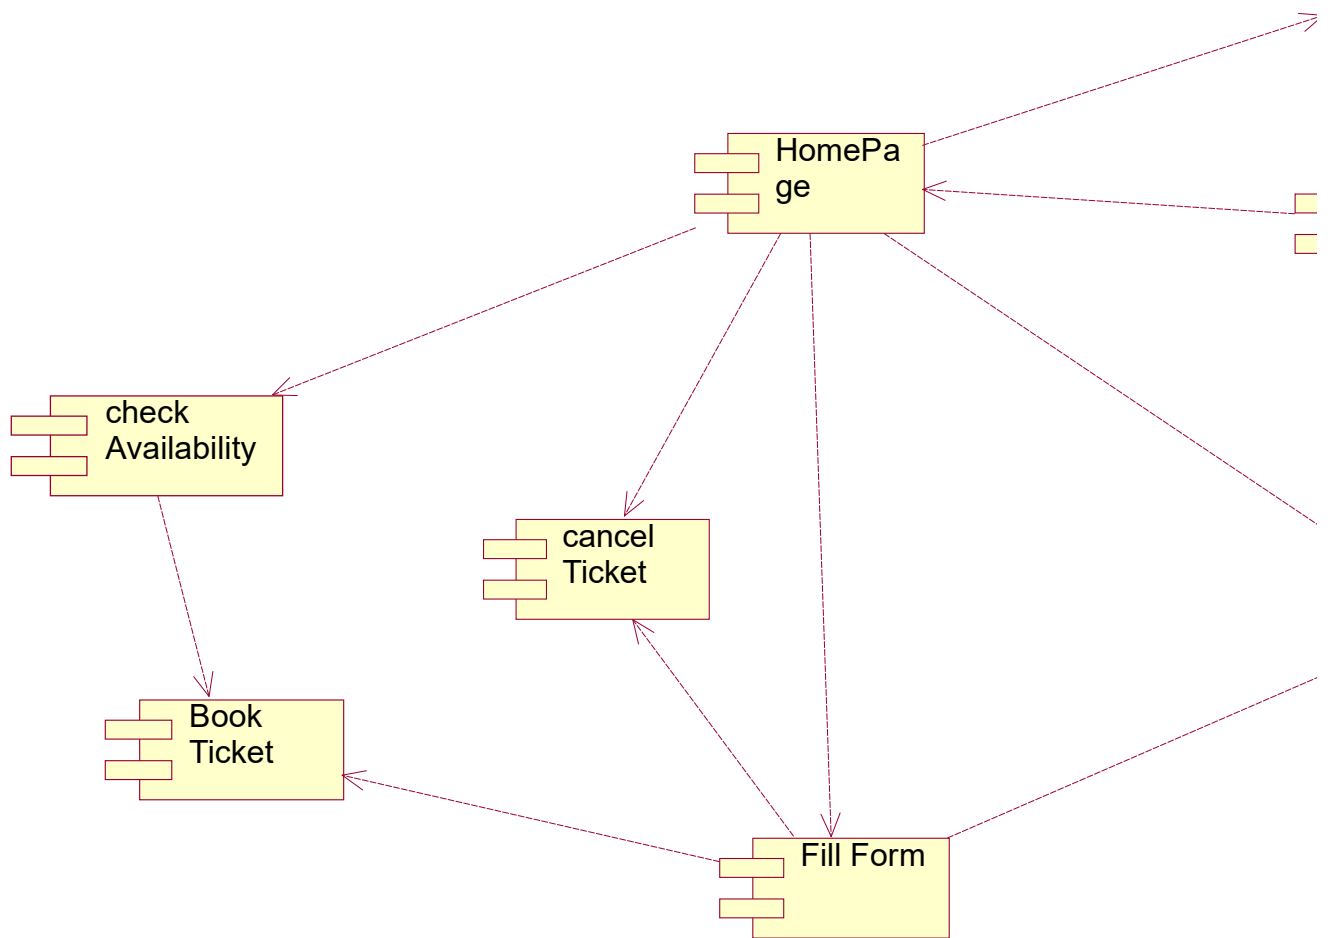 HomePa
ge
check
Availability
cancel
Ticket
Book
Ticket
Fill Form